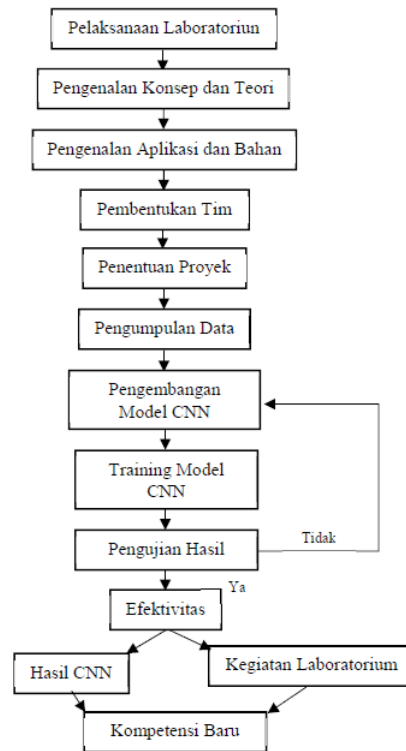 Pelaksanaan Laboratoriun
Pengenalan Konsep dan Teori
Pengenalan Aplikasi dan Bahan
Pembentukan Tim
Penentuan Proyek
Pengumpulan Data
Pengembangan
Model CNN
Training Model
CNN
Pengujian Hasil
Tidak
Ya
Efektivitas
Hasil CNN
Kegiatan Laboratorium
Kompetensi Baru